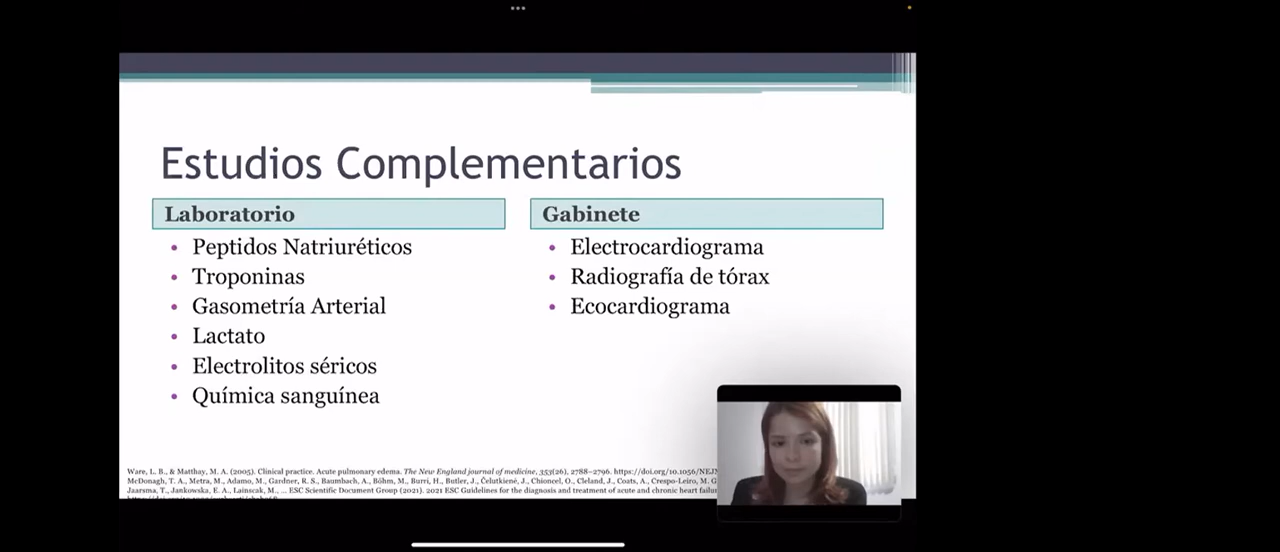 Estudios Complementarios
Laboratorio
Peptidos Natriuréticos
Troponinas
Gasometría Arterial
Lactato
Electrolitos séricos
Química sanguínea
Gabinete
Electrocardiograma
Radiografía de tórax
Ecocardiograma
Ware, L. B., & Matthay, M. A. (2005). Clinical practice. Acute pulmonary edema. The New England journal of medicine, 353(26), 2788–2796. https://doi.org/10.1056/NEJM
McDonagh, T. A., Metra, M., Adamo, M., Gardner, R. S., Baumbach, A., Böhm, M., Burri, H., Butler, J., Čelutkienė, J., Chioncel, O., Cleland, J., Coats, A., Crespo-Leiro, M. G
Jaarsma, T., Jankowska, E. A., Lainscak, M., ... ESC Scientific Document Group (2021). 2021 ESC Guidelines for the diagnosis and treatment of acute and chronic heart